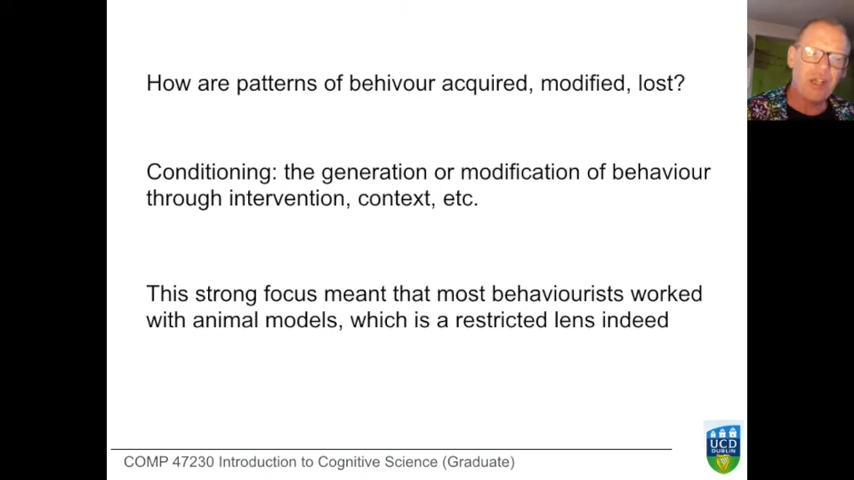 How are patterns of behivour acquired, modified, lost?
Conditioning: the generation or modification of behaviour
through intervention, context, etc.
This strong focus meant that most behaviourists worked
with animal models, which is a restricted lens indeed
COMP 47230 Introduction to Cognitive Science (Graduate)
UCD
DUBLIN